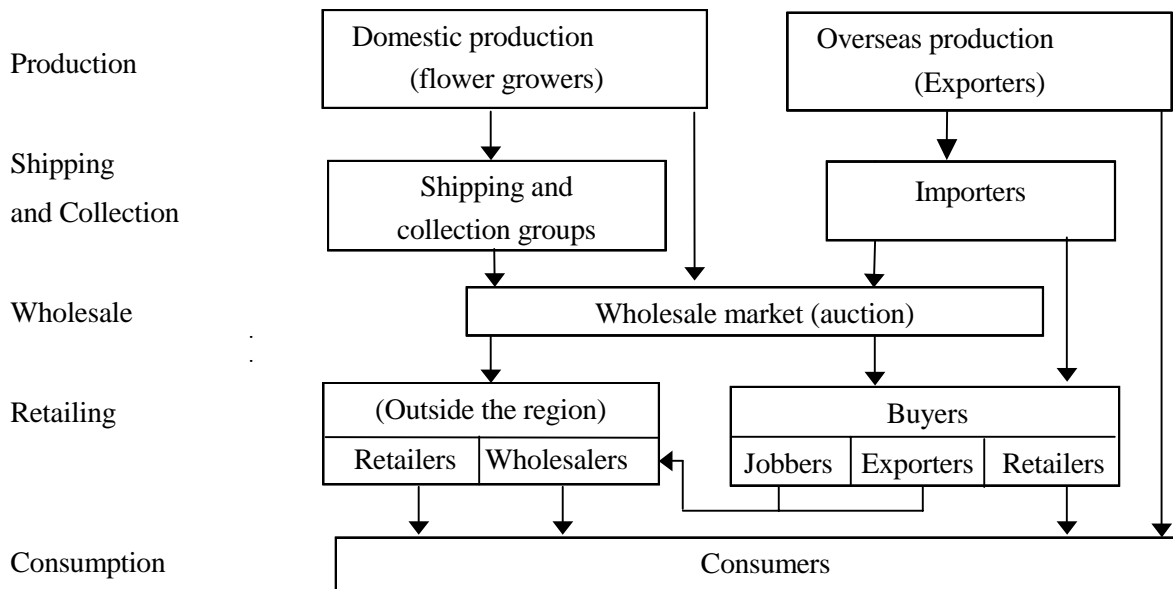 Production
Domestic production
(flower growers)
Overseas production
(Exporters)
Shipping
and Collection
Shipping and
collection groups
Importers
Wholesale
Wholesale market (auction)
Retailing
(Outside the region)
Retailers
Wholesalers
Buyers
Jobbers
Exporters
Retailers
Consumption
Consumers